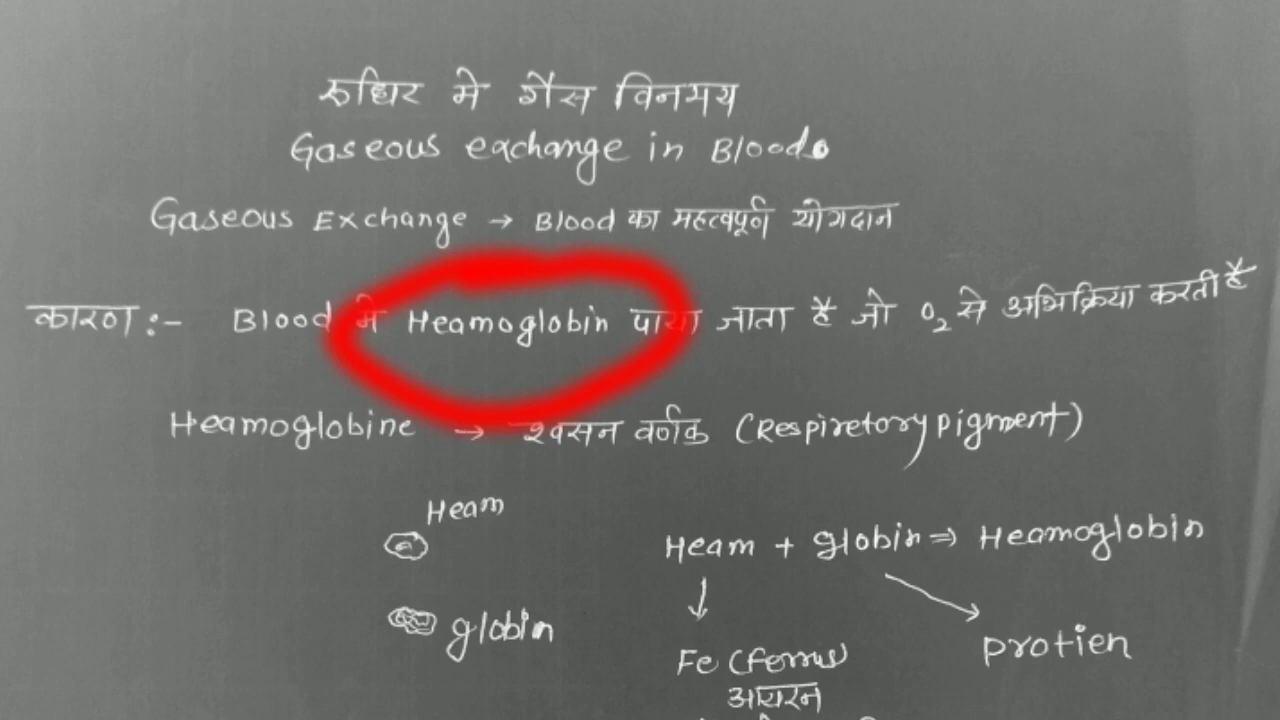 रुधिर मे गैस विनमय
Gaseous exchange in Blood
Gaseous Exchange → Blood का महत्वपूर्ण योगदान
कारण :- Blood मे Heamoglobin पाया जाता है जो O₂ से अभिक्रिया करती है
Heamoglobine → श्वसन वर्णक (Respiretory pigment)
Heam
Heam + globin ⇒ Heamoglobin
globin
protien
Fe (ferrus)
आयरन